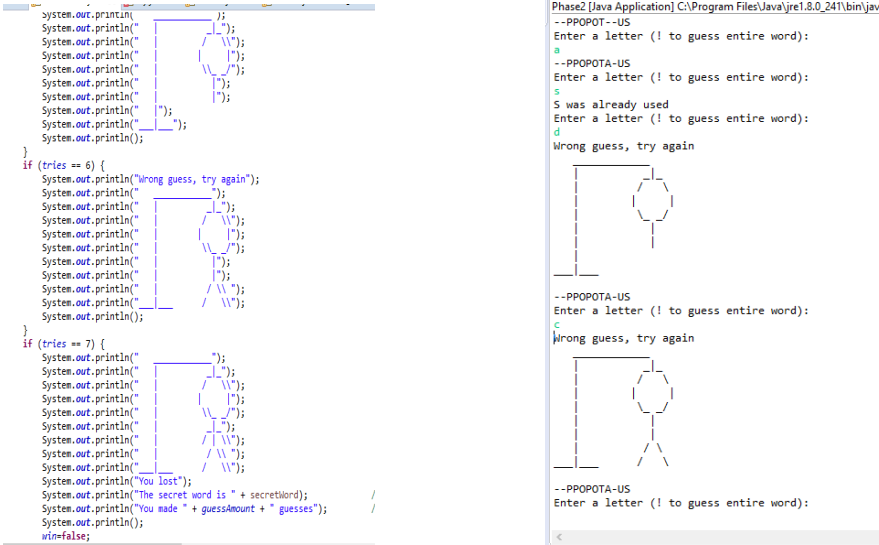 System.out.println("   __________");
System.out.println("   |        _|_");
System.out.println("   |       /   \\");
System.out.println("   |      |     |");
System.out.println("   |       \\_ _/");
System.out.println("   |         |");
System.out.println("   |         |");
System.out.println("   |");
System.out.println("___|___");
System.out.println();
}
if (tries == 6) {
System.out.println("Wrong guess, try again");
System.out.println("   __________");
System.out.println("   |        _|_");
System.out.println("   |       /   \\");
System.out.println("   |      |     |");
System.out.println("   |       \\_ _/");
System.out.println("   |         |");
System.out.println("   |         |");
System.out.println("   |        / \\ ");
System.out.println("___|___    /   \\");
System.out.println();
}
if (tries == 7) {
System.out.println("   __________");
System.out.println("   |        _|_");
System.out.println("   |       /   \\");
System.out.println("   |      |     |");
System.out.println("   |       \\_ _/");
System.out.println("   |        _|_");
System.out.println("   |       / | \\");
System.out.println("   |        / \\ ");
System.out.println("___|___    /   \\");
System.out.println("You lost");
System.out.println("The secret word is " + secretWord); /
System.out.println("You made " + guessAmount + " guesses"); /
System.out.println();
win=false;
Phase2 [Java Application] C:\Program Files\Java\jre1.8.0_241\bin\jav
--PPOPOT--US
Enter a letter (! to guess entire word):
a
--PPOPOTA-US
Enter a letter (! to guess entire word):
s
S was already used
Enter a letter (! to guess entire word):
d
Wrong guess, try again
--PPOPOTA-US
Enter a letter (! to guess entire word):
c
Wrong guess, try again
--PPOPOTA-US
Enter a letter (! to guess entire word):